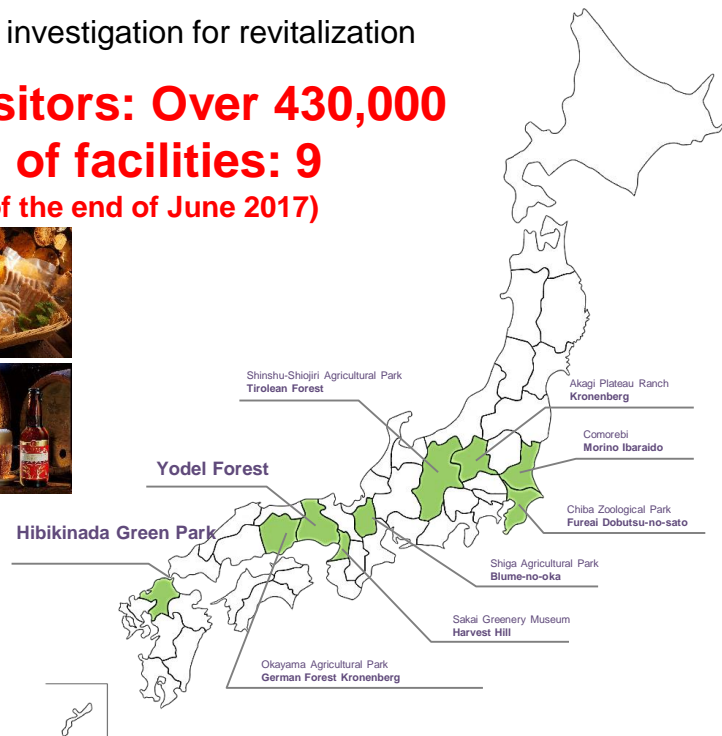 investigation for revitalization
sitors: Over 430,000
of facilities: 9
of the end of June 2017)
Shinshu-Shiojiri Agricultural Park
Tirolean Forest
Akagi Plateau Ranch
Kronenberg
Comorebi
Morino Ibaraido
Yodel Forest
Chiba Zoological Park
Fureai Dobutsu-no-sato
Hibikinada Green Park
Shiga Agricultural Park
Blume-no-oka
Sakai Greenery Museum
Harvest Hill
Okayama Agricultural Park
German Forest Kronenberg